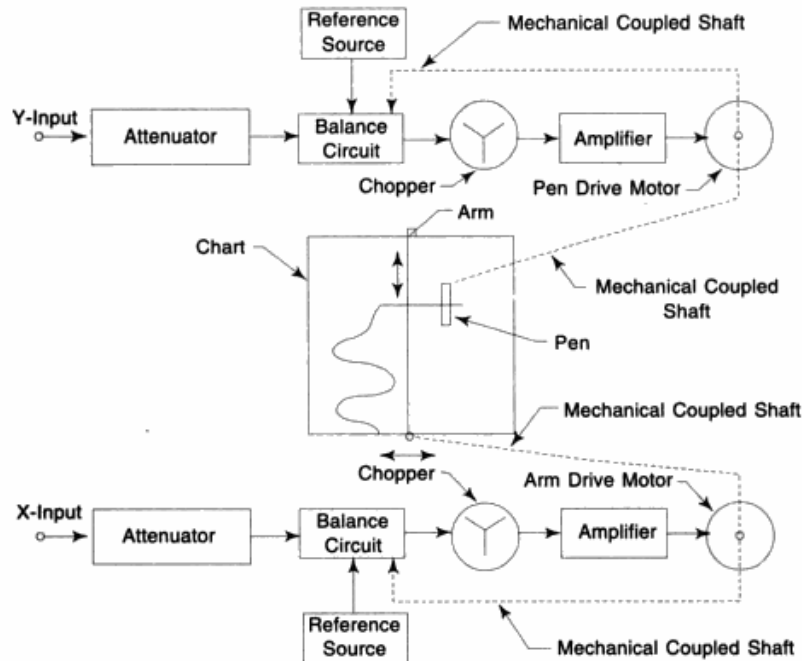 Reference
Source
Mechanical Coupled Shaft
Y-Input
Attenuator
Balance
Circuit
Amplifier
Chopper
Pen Drive Motor
Arm
Chart
Mechanical Coupled
Shaft
Pen
Mechanical Coupled Shaft
Chopper
Arm Drive Motor
X-Input
Attenuator
Balance
Circuit
Amplifier
Reference
Source
Mechanical Coupled Shaft